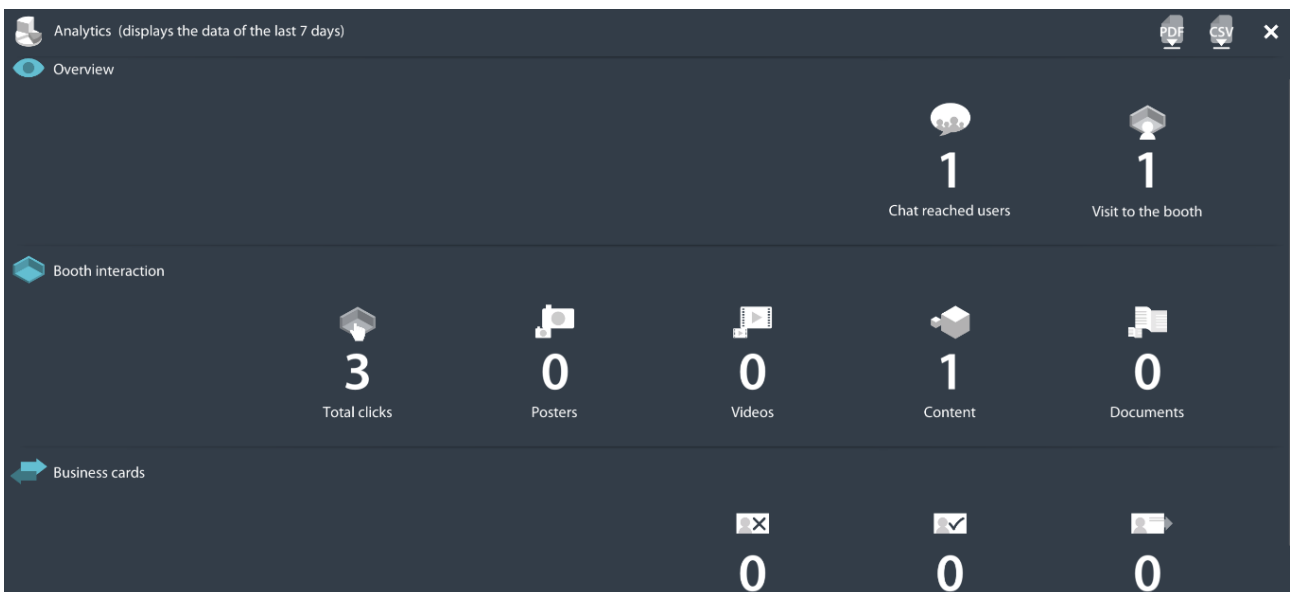 Analytics (displays the data of the last 7 days)
PDF
CSV
Overview
1
1
Chat reached users
Visit to the booth
Booth interaction
3
0
0
1
0
Total clicks
Posters
Videos
Content
Documents
Business cards
0
0
0